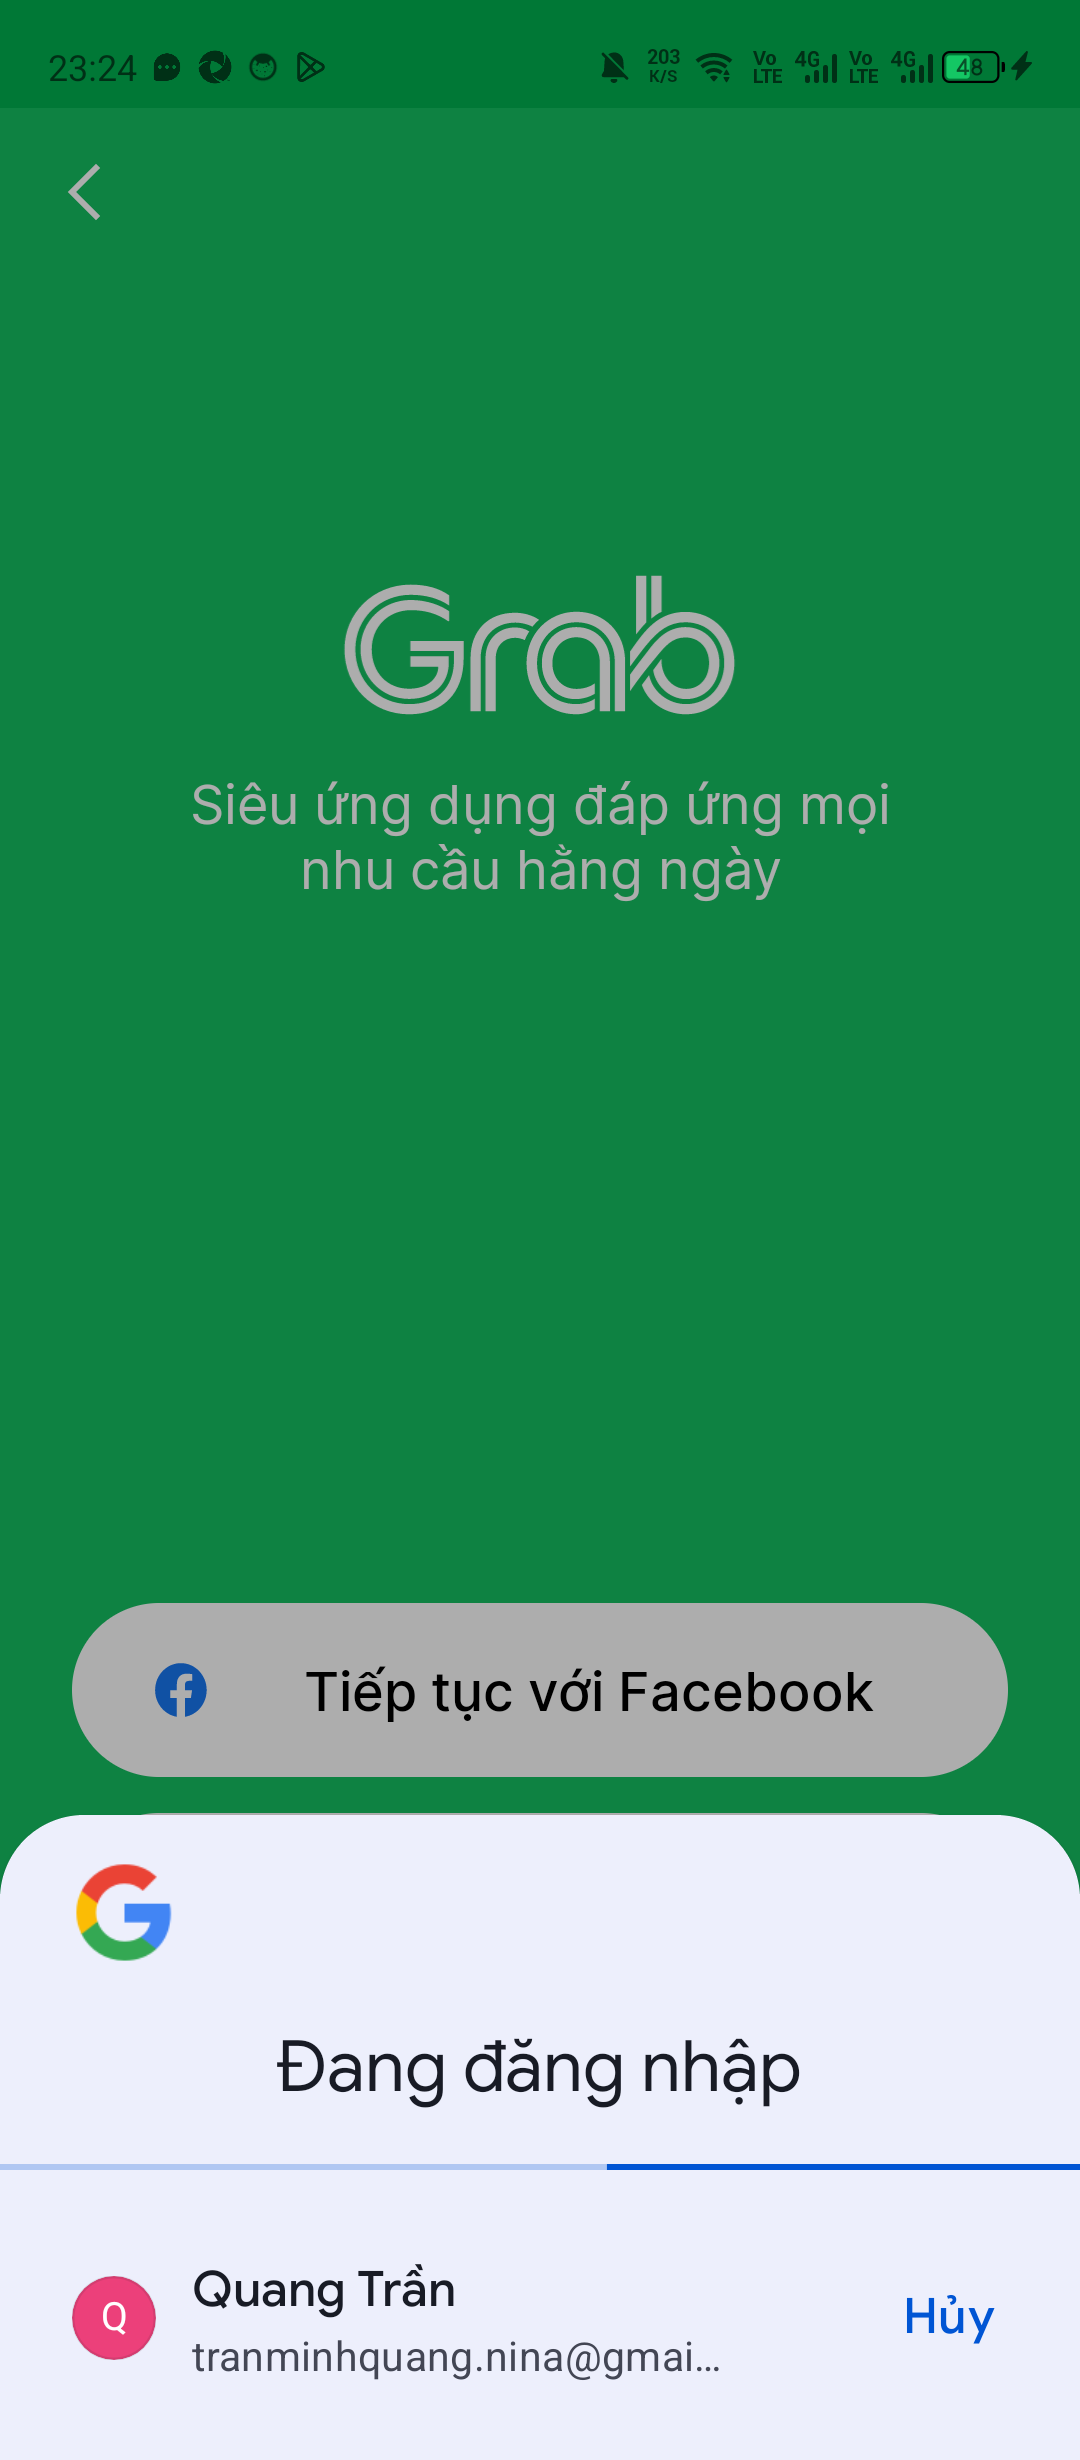 23:24
203
K/S
Vo
LTE
4G
Vo
LTE
4G
48
Grab
Siêu ứng dụng đáp ứng mọi
nhu cầu hằng ngày
Tiếp tục với Facebook
Đang đăng nhập
Q
Quang Trần
tranminhquang.nina@gmai...
Hủy